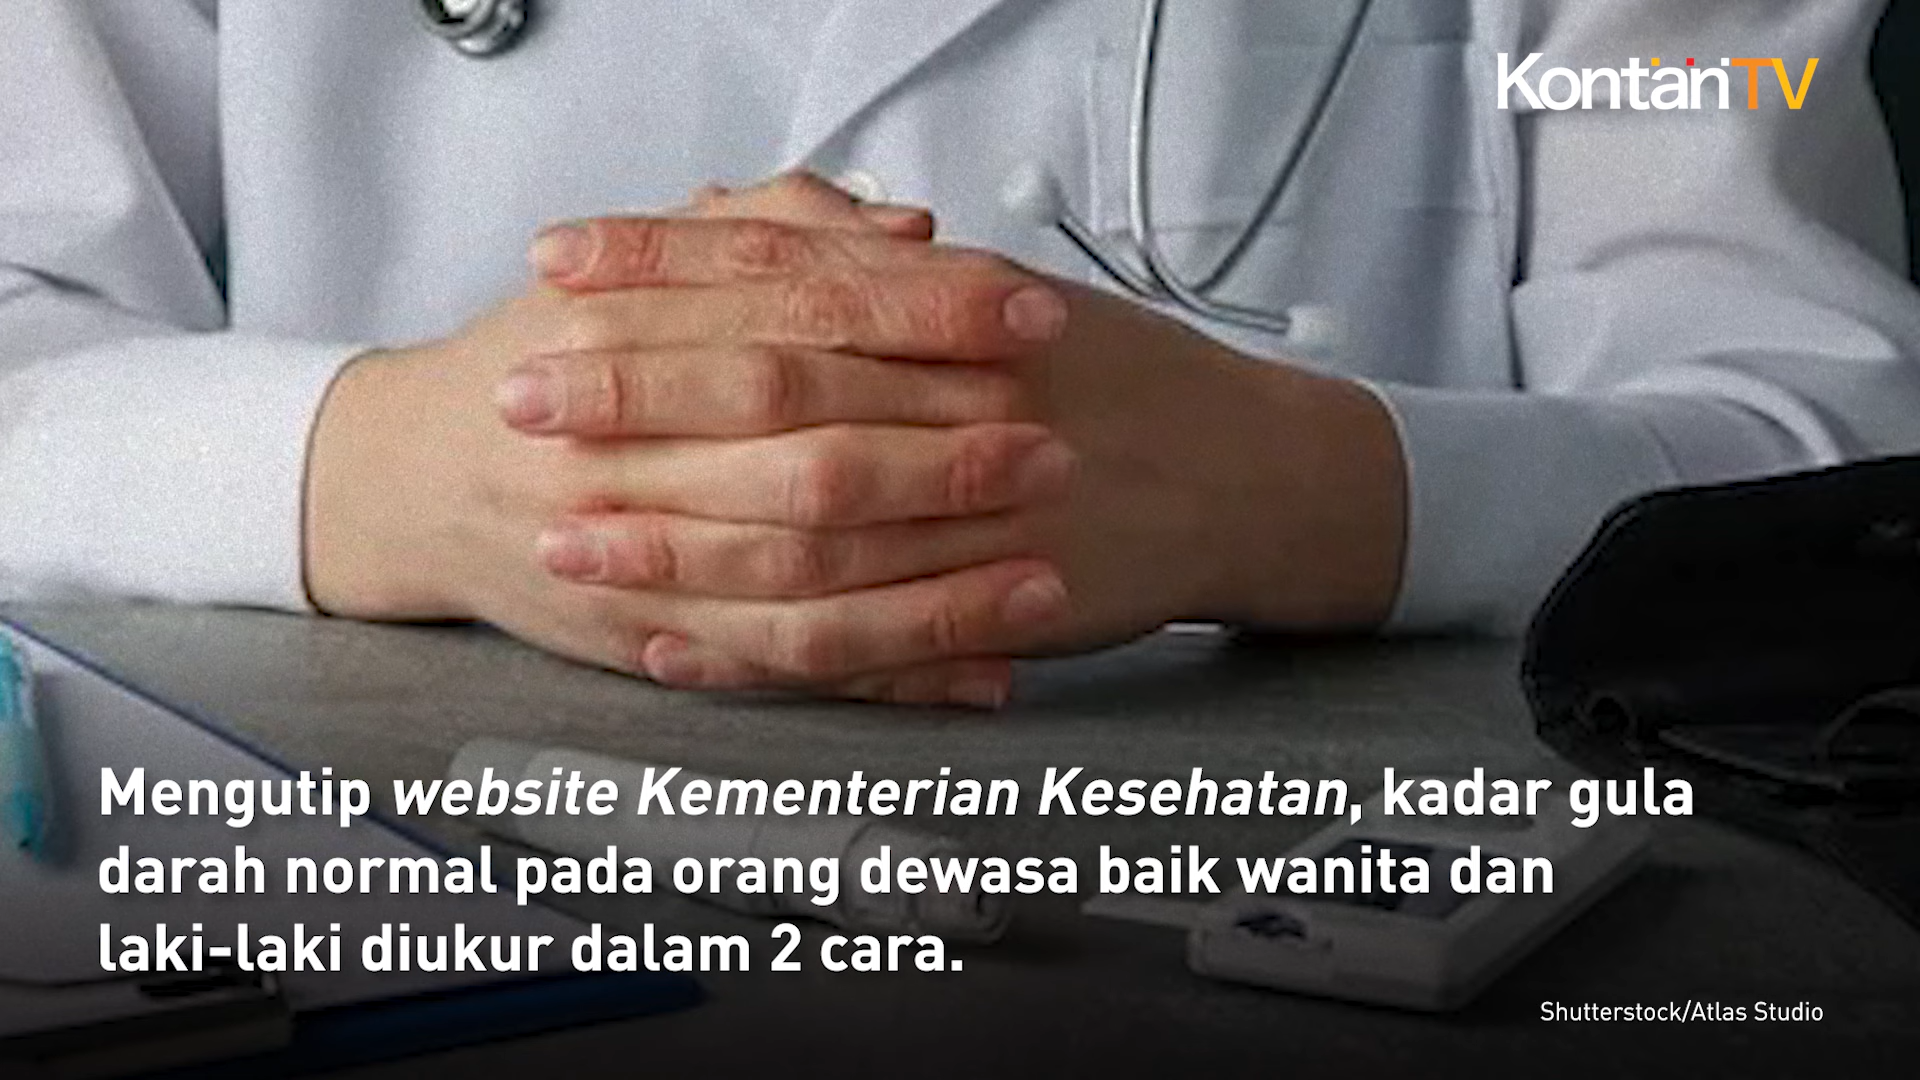 KontanTV
Mengutip website Kementerian Kesehatan, kadar gula
darah normal pada orang dewasa baik wanita dan
laki-laki diukur dalam 2 cara.
Shutterstock/Atlas Studio